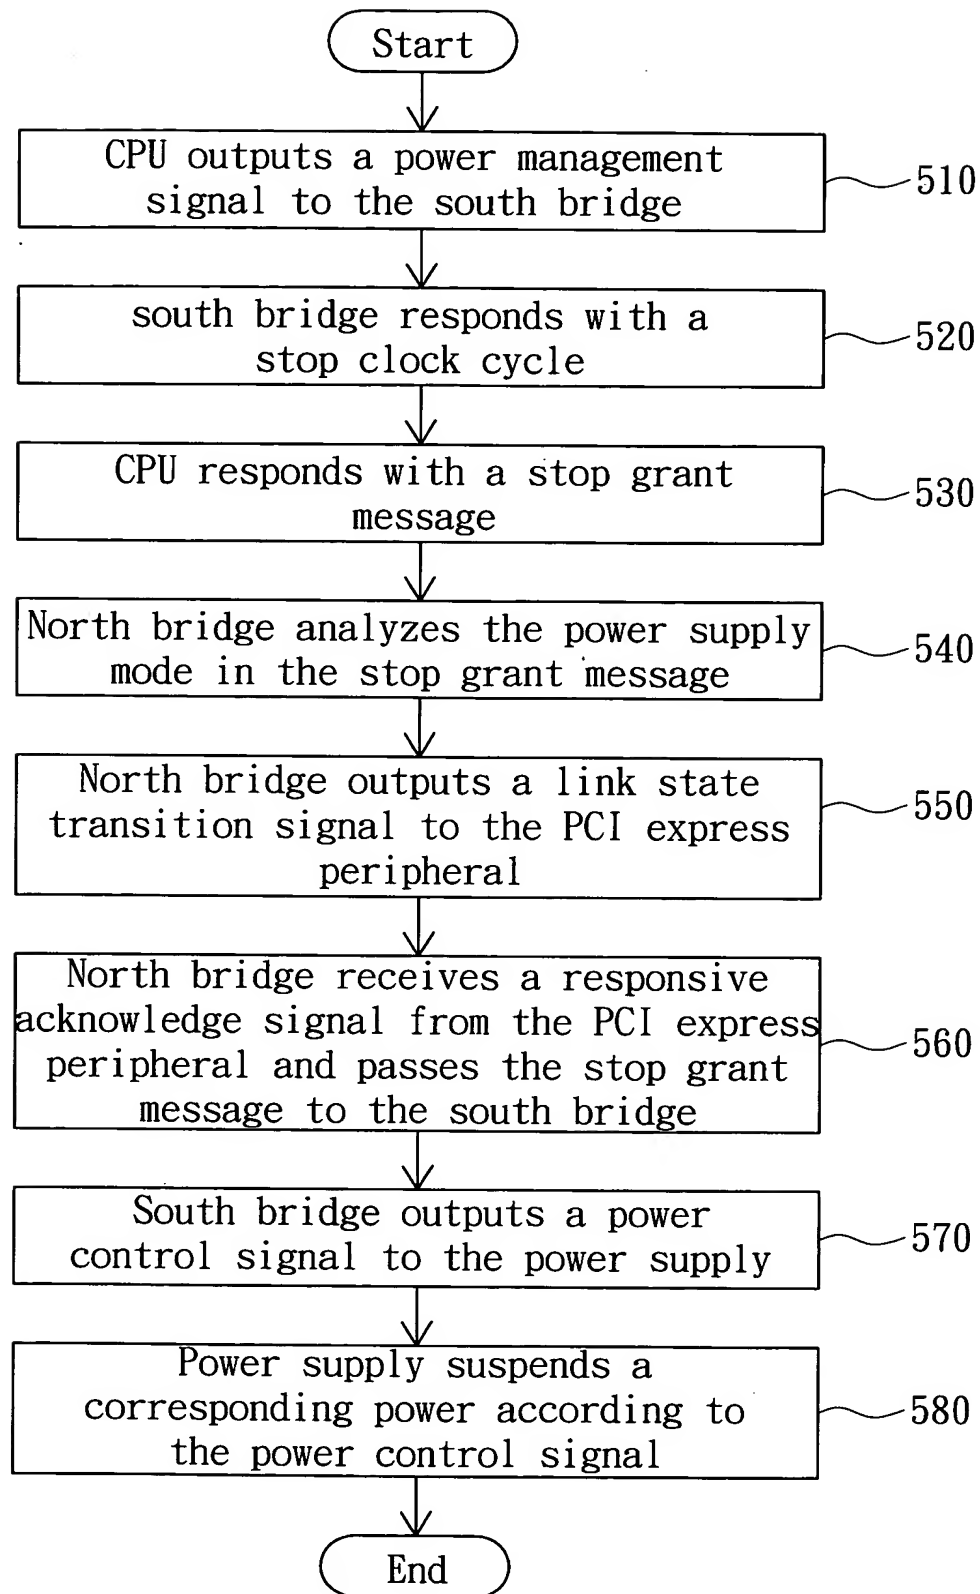 Start
CPU outputs a power management
signal to the south bridge
510
south bridge responds with a
stop clock cycle
520
CPU responds with a stop grant
message
530
North bridge analyzes the power supply
mode in the stop grant message
540
North bridge outputs a link state
transition signal to the PCI express
peripheral
550
North bridge receives a responsive
acknowledge signal from the PCI express
peripheral and passes the stop grant
message to the south bridge
560
South bridge outputs a power
control signal to the power supply
570
Power supply suspends a
corresponding power according to
the power control signal
580
End